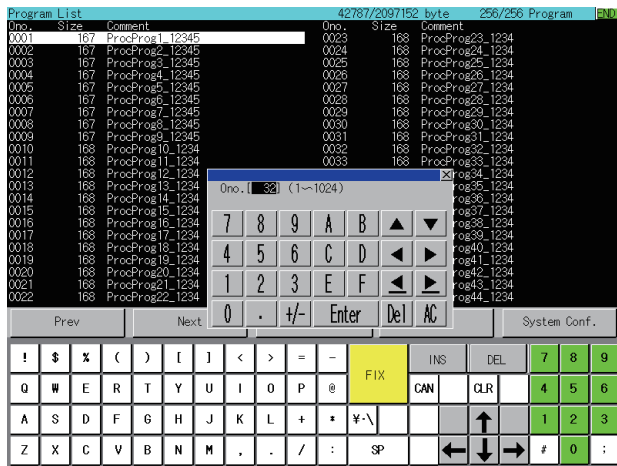 Program List 42787/2097152 byte 256/256 Program END
Ono. Size Comment Ono. Size Comment
0001 167 ProcProg1_12345 0023 168 ProcProg23_1234
0002 167 ProcProg2_12345 0024 168 ProcProg24_1234
0003 167 ProcProg3_12345 0025 168 ProcProg25_1234
0004 167 ProcProg4_12345 0026 168 ProcProg26_1234
0005 167 ProcProg5_12345 0027 168 ProcProg27_1234
0006 167 ProcProg6_12345 0028 168 ProcProg28_1234
0007 167 ProcProg7_12345 0029 168 ProcProg29_1234
0008 167 ProcProg8_12345 0030 168 ProcProg30_1234
0009 167 ProcProg9_12345 0031 168 ProcProg31_1234
0010 168 ProcProg10_1234 0032 168 ProcProg32_1234
0011 168 ProcProg11_1234 0033 168 ProcProg33_1234
0012 168 ProcProg12_1234 rog34_1234
0013 168 ProcProg13_1234 rog35_1234
0014 168 ProcProg14_1234 rog36_1234
0015 168 ProcProg15_1234 rog37_1234
0016 168 ProcProg16_1234 rog38_1234
0017 168 ProcProg17_1234 rog39_1234
0018 168 ProcProg18_1234 rog40_1234
0019 168 ProcProg19_1234 rog41_1234
0020 168 ProcProg20_1234 rog42_1234
0021 168 ProcProg21_1234 rog43_1234
0022 168 ProcProg22_1234 rog44_1234
Ono.[ 32] (1~1024)
7 8 9 A B ▲ ▼
4 5 6 C D ◀ ▶
1 2 3 E F ◀ ▶
0 . +/- Enter Del AC
Prev Next System Conf.
! $ % ( ) [ ] < > = - FIX INS DEL 7 8 9
Q W E R T Y U I O P @ CAN CLR 4 5 6
A S D F G H J K L + * ¥·\ ↑ 1 2 3
Z X C V B N M , . / : SP ← ↓ → # 0 ;